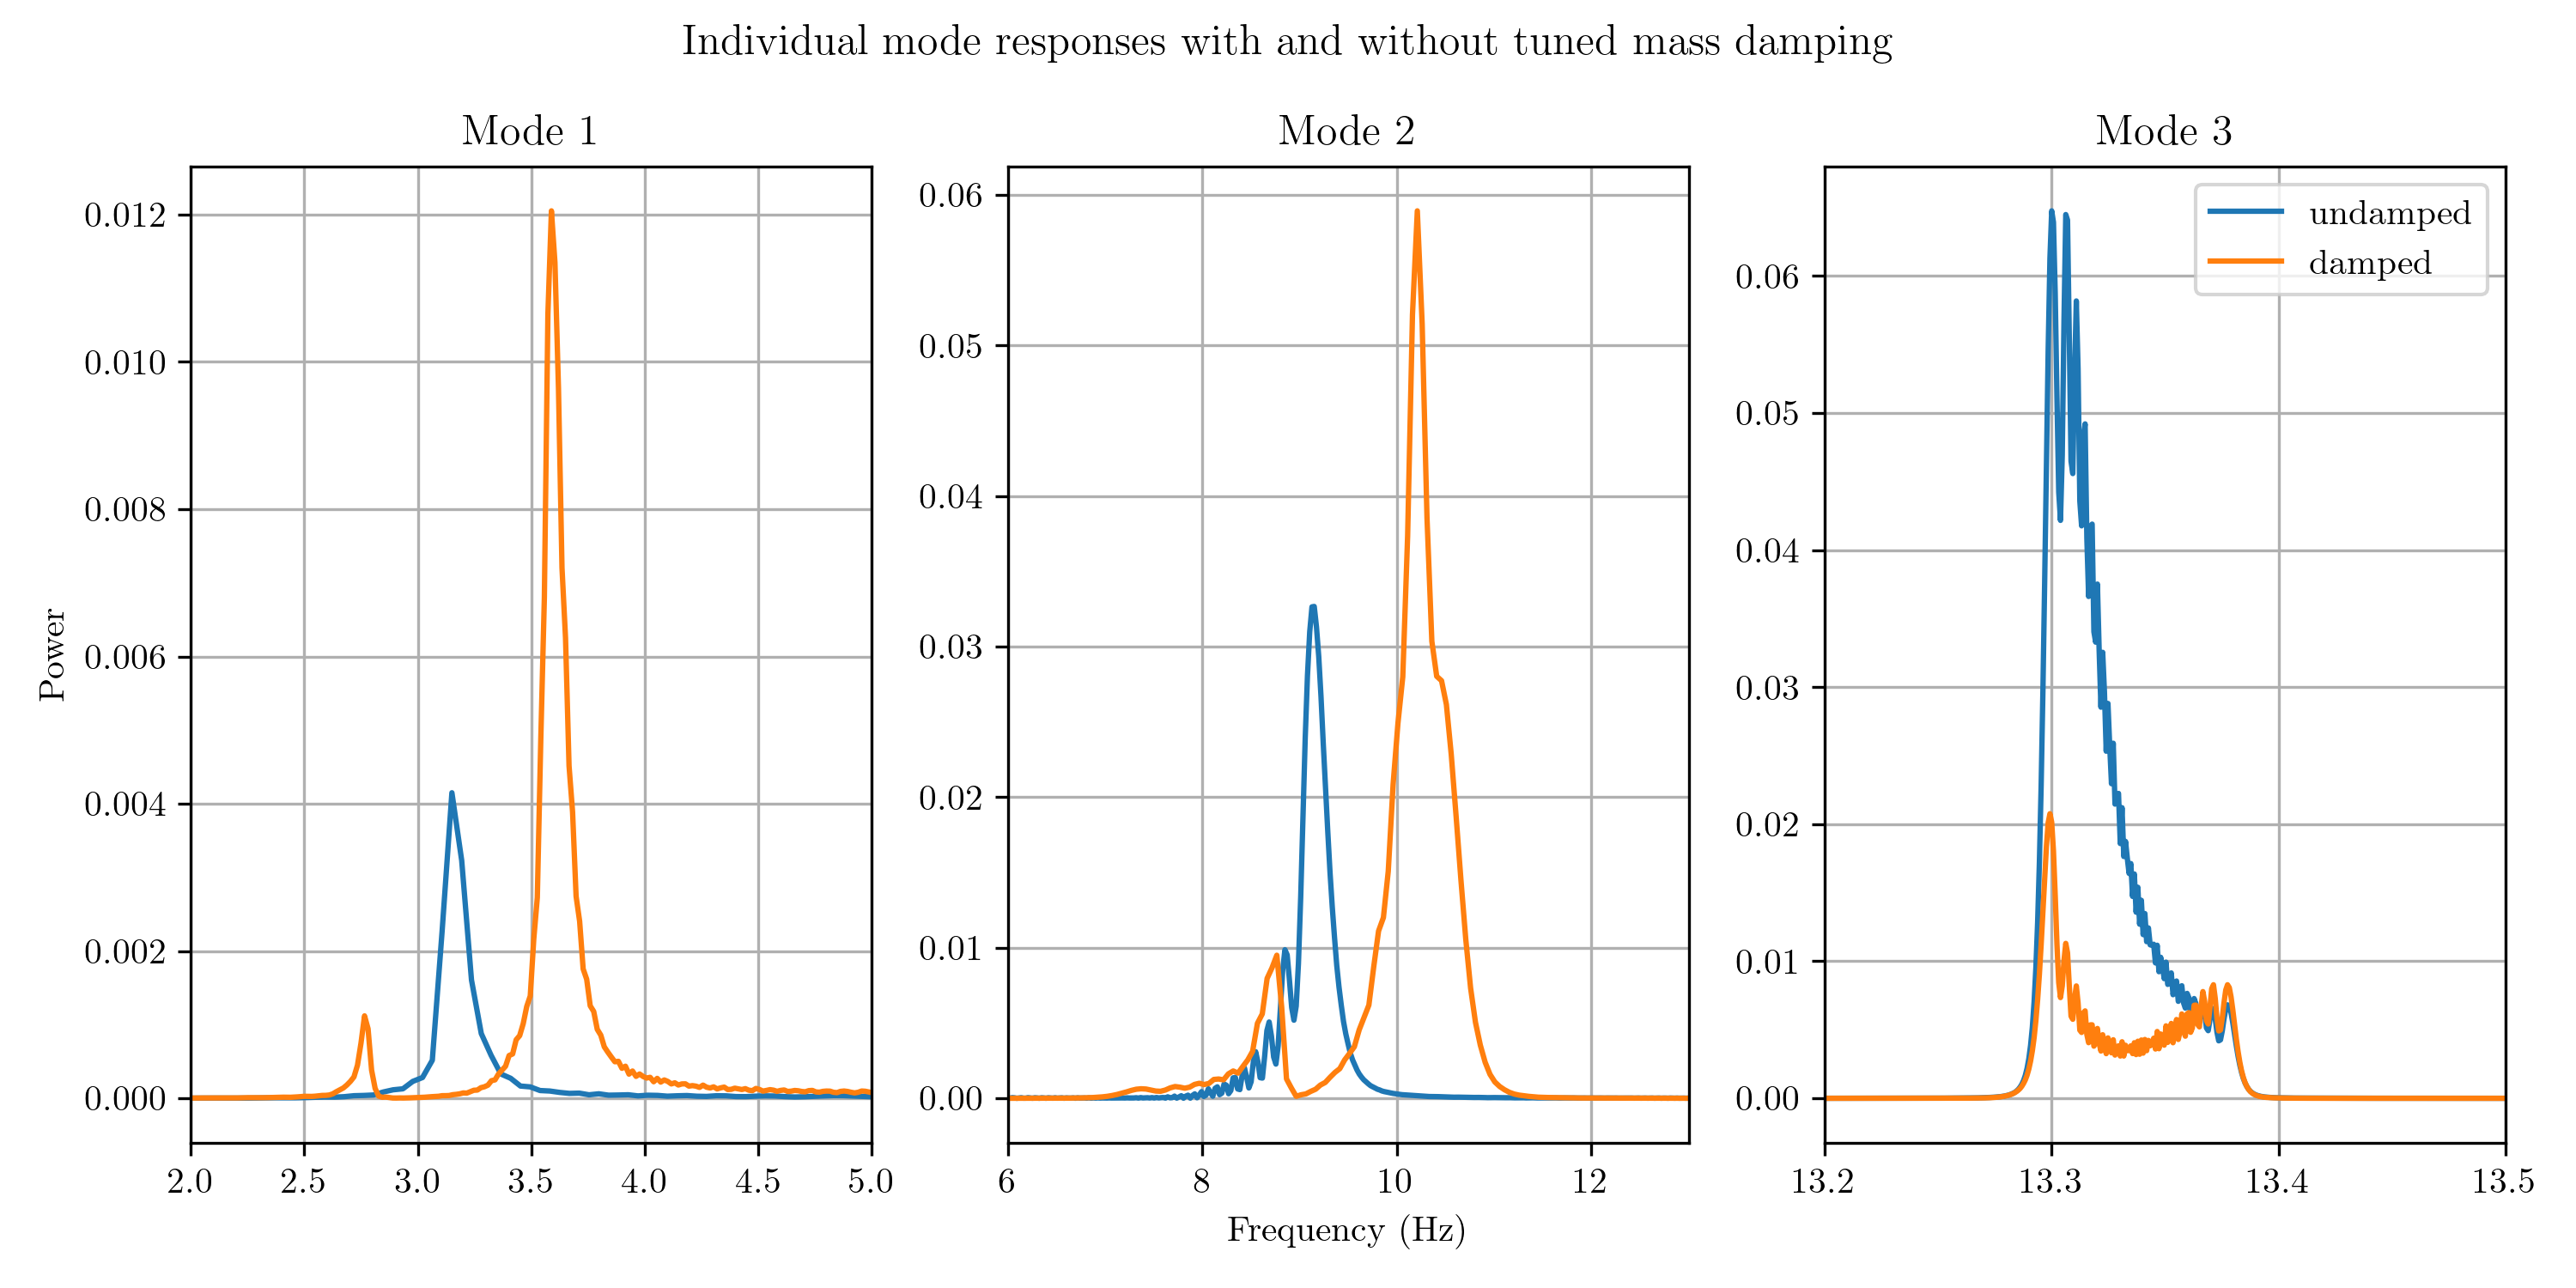 Individual mode responses with and without tuned mass damping
Mode 1
Mode 2
Mode 3
0.012
0.010
0.008
0.006
0.004
0.002
0.000
Power
2.0 2.5 3.0 3.5 4.0 4.5 5.0
0.06
0.05
0.04
0.03
0.02
0.01
0.00
6 8 10 12
Frequency (Hz)
0.06
0.05
0.04
0.03
0.02
0.01
0.00
13.2 13.3 13.4 13.5
undamped
damped